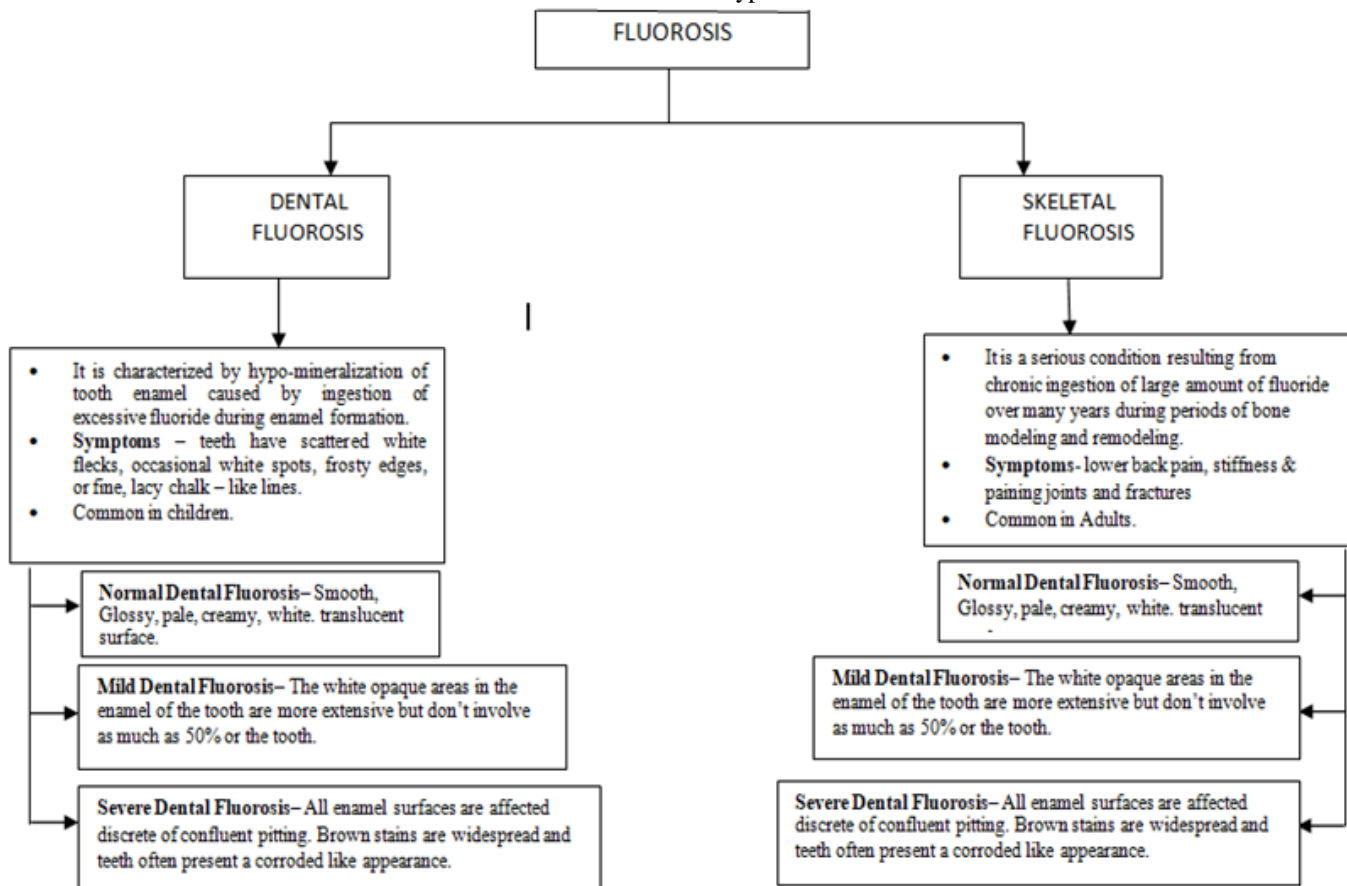 FLUOROSIS
DENTAL
FLUOROSIS
SKELETAL
FLUOROSIS
• It is characterized by hypo-mineralization of
tooth enamel caused by ingestion of
excessive fluoride during enamel formation.
• Symptoms – teeth have scattered white
flecks, occasional white spots, frosty edges,
or fine, lacy chalk – like lines.
• Common in children.
• It is a serious condition resulting from
chronic ingestion of large amount of fluoride
over many years during periods of bone
modeling and remodeling.
• Symptoms- lower back pain, stiffness &
paining joints and fractures
• Common in Adults.
Normal Dental Fluorosis– Smooth,
Glossy, pale, creamy, white. translucent
surface.
Mild Dental Fluorosis– The white opaque areas in the
enamel of the tooth are more extensive but don’t involve
as much as 50% or the tooth.
Severe Dental Fluorosis– All enamel surfaces are affected
discrete of confluent pitting. Brown stains are widespread and
teeth often present a corroded like appearance.
Normal Dental Fluorosis– Smooth,
Glossy, pale, creamy, white. translucent
Mild Dental Fluorosis– The white opaque areas in the
enamel of the tooth are more extensive but don’t involve
as much as 50% or the tooth.
Severe Dental Fluorosis– All enamel surfaces are affected
discrete of confluent pitting. Brown stains are widespread and
teeth often present a corroded like appearance.